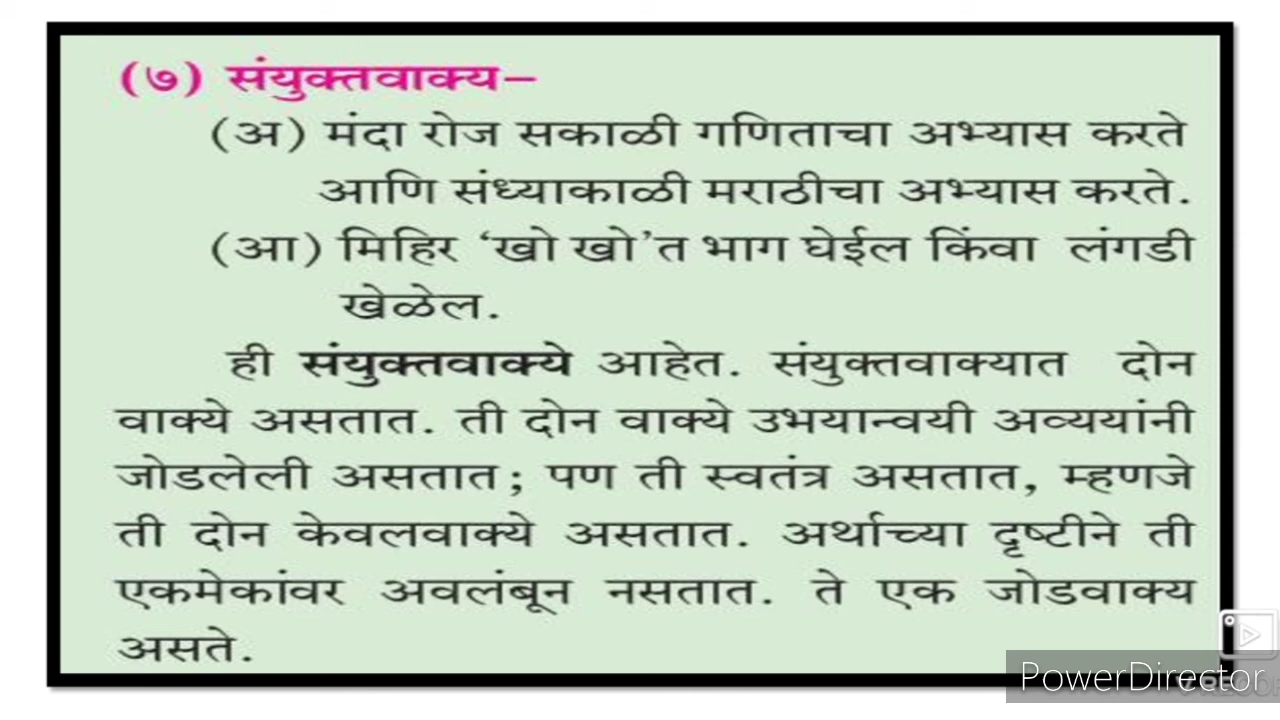 (७) संयुक्तवाक्य–
(अ) मंदा रोज सकाळी गणिताचा अभ्यास करते
आणि संध्याकाळी मराठीचा अभ्यास करते.
(आ) मिहिर ‘खो खो’त भाग घेईल किंवा लंगडी
खेळेल.
ही संयुक्तवाक्ये आहेत. संयुक्तवाक्यात दोन
वाक्ये असतात. ती दोन वाक्ये उभयान्वयी अव्ययांनी
जोडलेली असतात; पण ती स्वतंत्र असतात, म्हणजे
ती दोन केवलवाक्ये असतात. अर्थाच्या दृष्टीने ती
एकमेकांवर अवलंबून नसतात. ते एक जोडवाक्य
असते.
PowerDirector